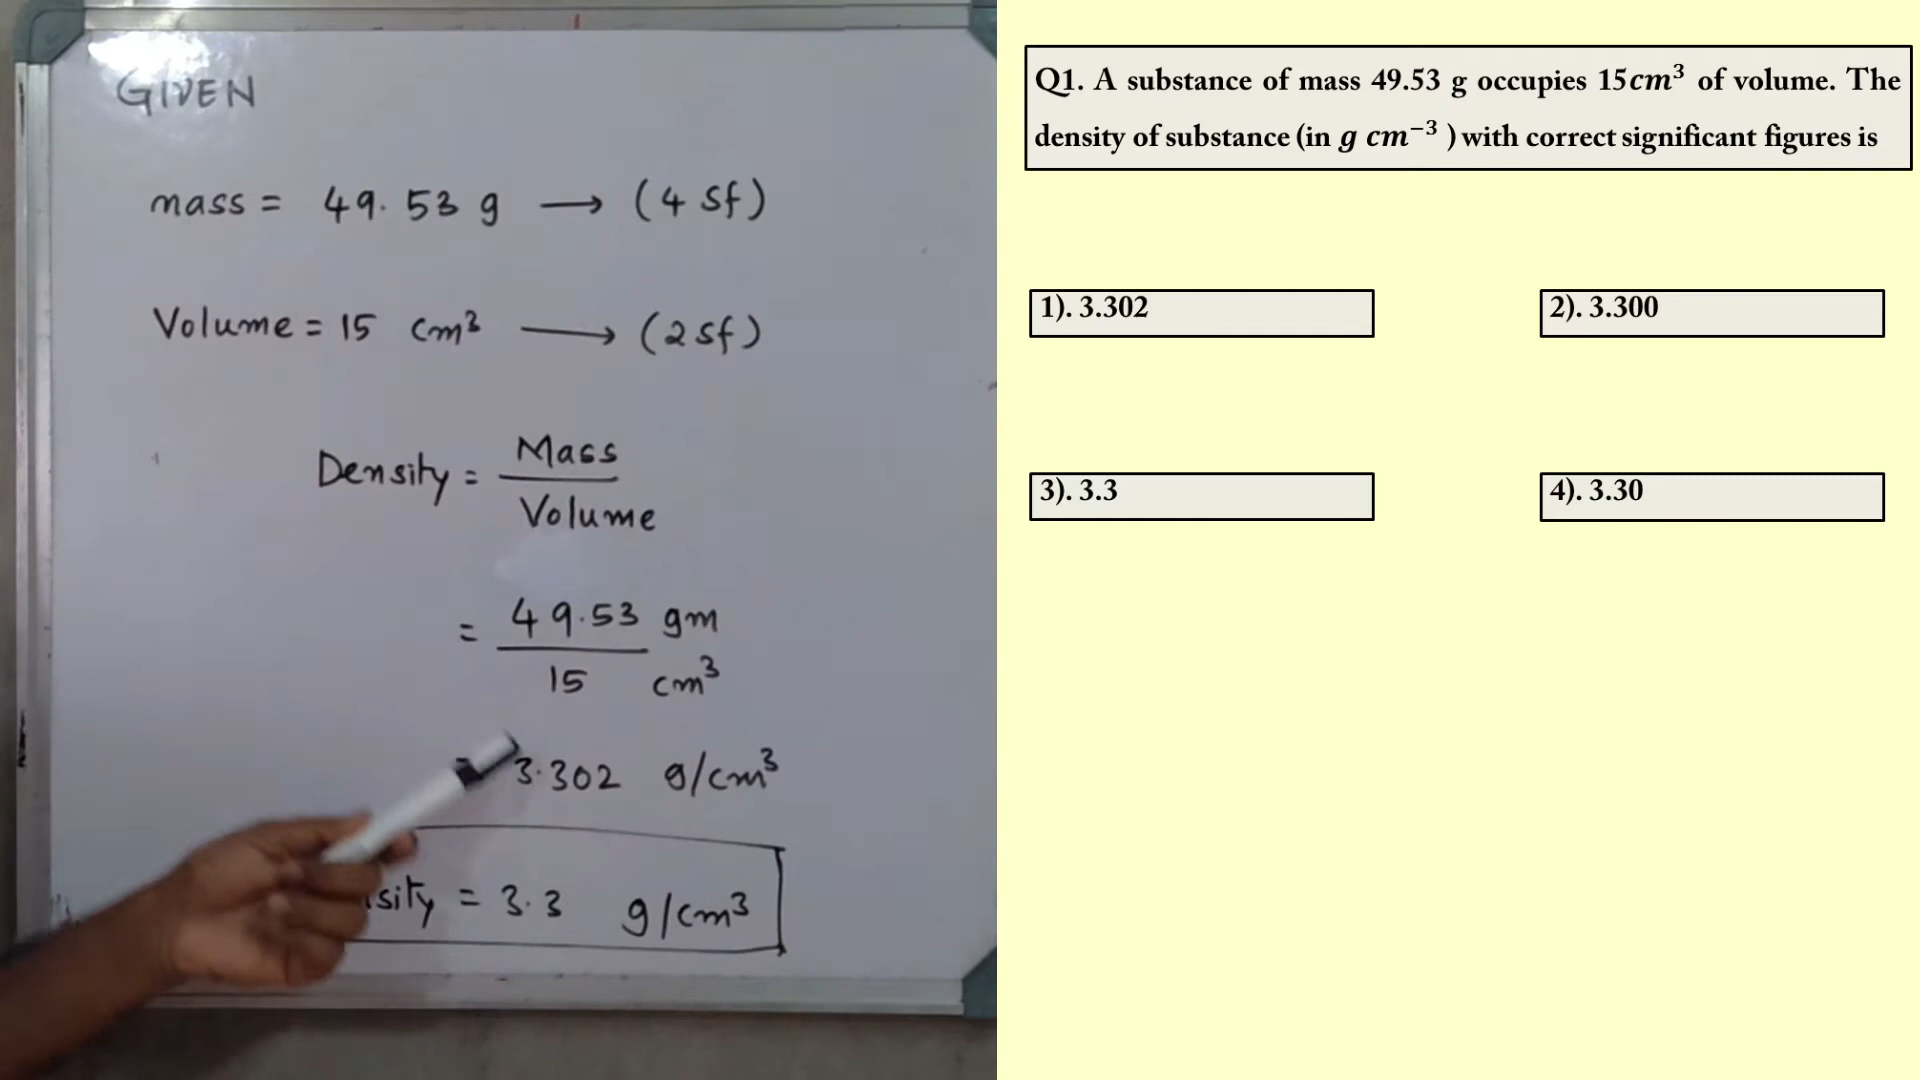 GIVEN
mass = 49.53 g → (4 sf)
Volume = 15 cm³ → (2 sf)
Density = Mass
Volume
= 49.53 gm
15 cm³
3.302 g/cm³
= 3.3 g/cm³
Q1. A substance of mass 49.53 g occupies 15cm³ of volume. The
density of substance (in g cm⁻³ ) with correct significant figures is
1). 3.302
2). 3.300
3). 3.3
4). 3.30